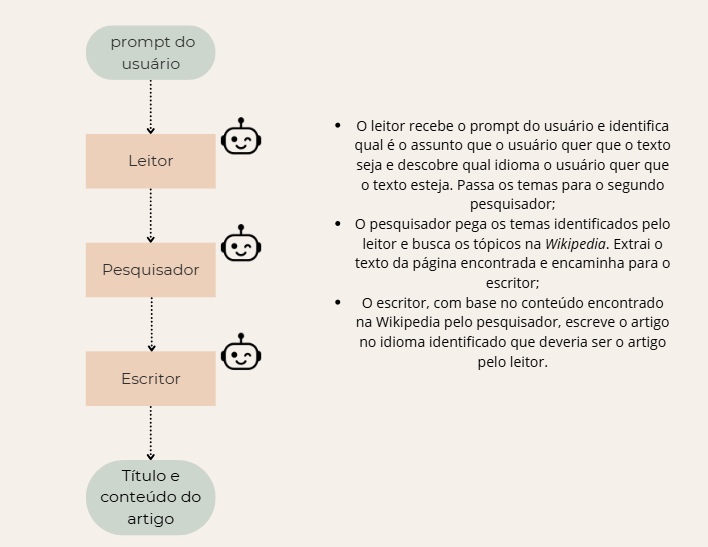 prompt do
usuário
Leitor
Pesquisador
Escritor
Título e
conteúdo do
artigo
• O leitor recebe o prompt do usuário e identifica
qual é o assunto que o usuário quer que o texto
seja e descobre qual idioma o usuário quer que
o texto esteja. Passa os temas para o segundo
pesquisador;
• O pesquisador pega os temas identificados pelo
leitor e busca os tópicos na Wikipedia. Extrai o
texto da página encontrada e encaminha para o
escritor;
• O escritor, com base no conteúdo encontrado
na Wikipedia pelo pesquisador, escreve o artigo
no idioma identificado que deveria ser o artigo
pelo leitor.